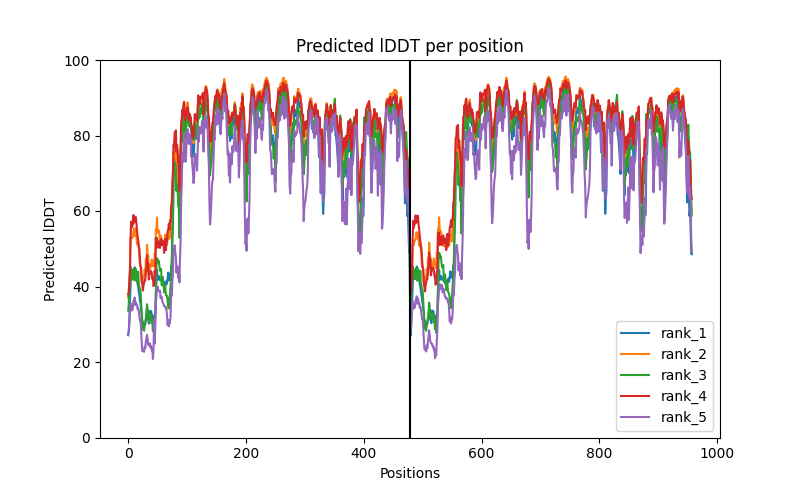 Predicted lDDT per position
100
80
60
40
20
0
Predicted lDDT
0
200
400
600
800
1000
Positions
rank_1
rank_2
rank_3
rank_4
rank_5